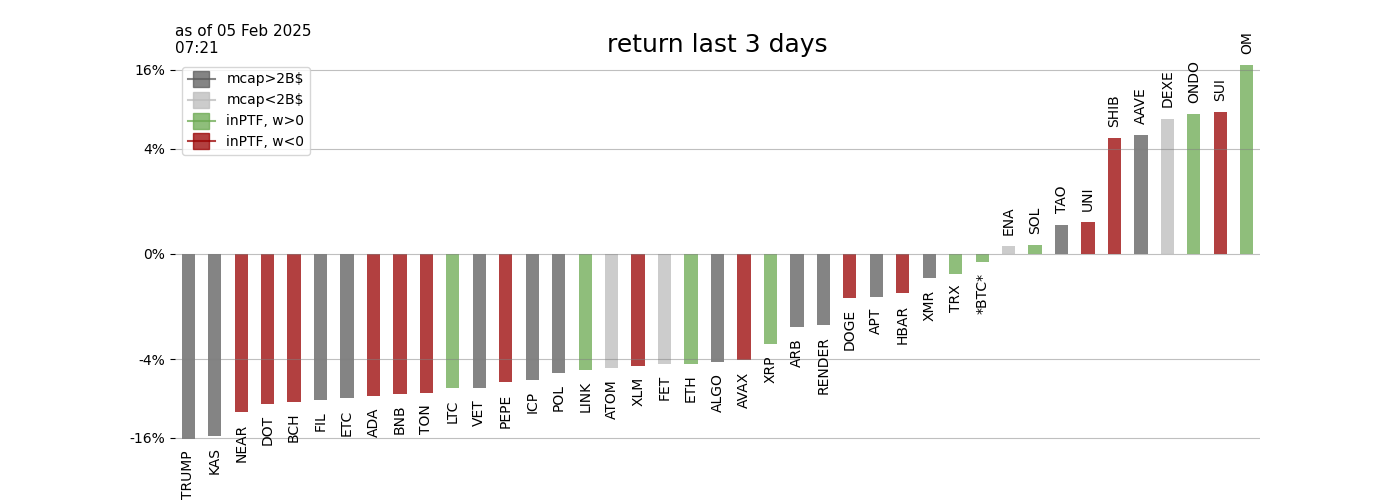 as of 05 Feb 2025
07:21
return last 3 days
16%
4%
0%
-4%
-16%
mcap>2B$
mcap<2B$
inPTF, w>0
inPTF, w<0
TRUMP
KAS
NEAR
DOT
BCH
FIL
ETC
ADA
BNB
TON
LTC
VET
PEPE
ICP
POL
LINK
ATOM
XLM
FET
ETH
ALGO
AVAX
XRP
ARB
RENDER
DOGE
APT
HBAR
XMR
TRX
*BTC*
ENA
SOL
TAO
UNI
SHIB
AAVE
DEXE
ONDO
SUI
OM